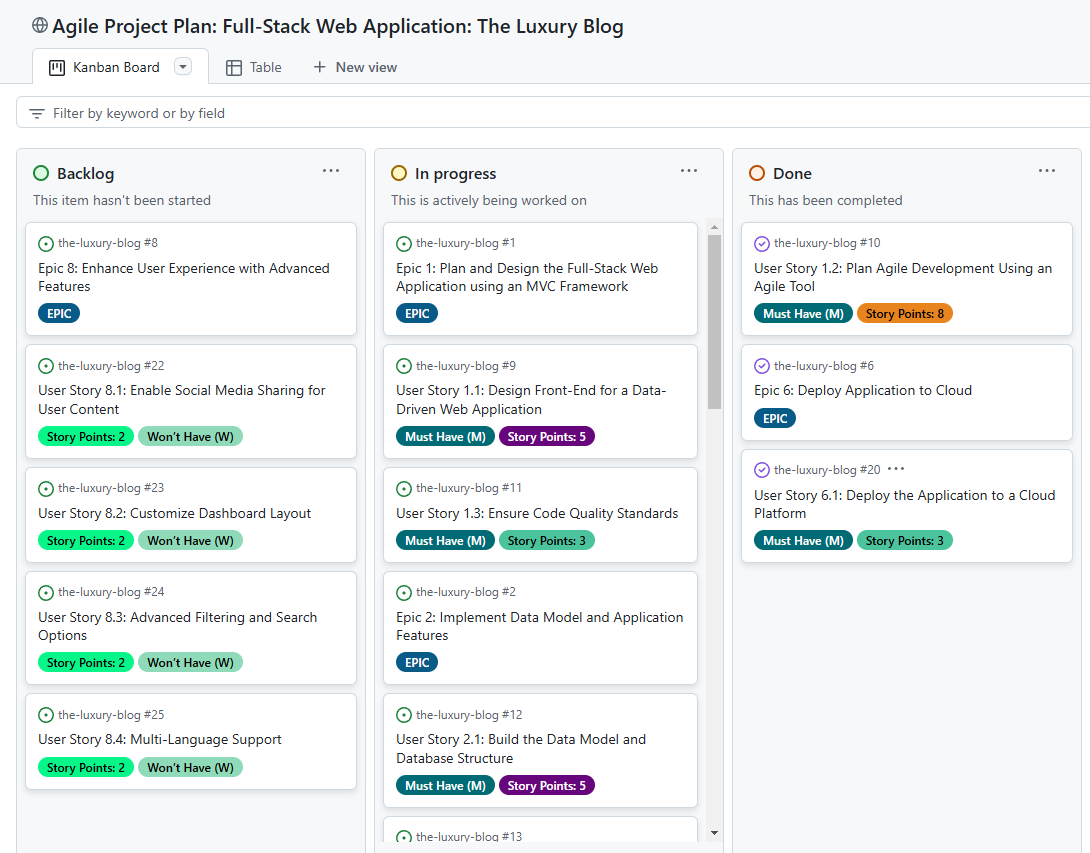 Agile Project Plan: Full-Stack Web Application: The Luxury Blog
Kanban Board
Table
New view
Filter by keyword or by field
Backlog
This item hasn't been started
the-luxury-blog #8
Epic 8: Enhance User Experience with Advanced
Features
EPIC
the-luxury-blog #22
User Story 8.1: Enable Social Media Sharing for
User Content
Story Points: 2 Won't Have (W)
the-luxury-blog #23
User Story 8.2: Customize Dashboard Layout
Story Points: 2 Won't Have (W)
the-luxury-blog #24
User Story 8.3: Advanced Filtering and Search
Options
Story Points: 2 Won't Have (W)
the-luxury-blog #25
User Story 8.4: Multi-Language Support
Story Points: 2 Won't Have (W)
In progress
This is actively being worked on
the-luxury-blog #1
Epic 1: Plan and Design the Full-Stack Web
Application using an MVC Framework
EPIC
the-luxury-blog #9
User Story 1.1: Design Front-End for a Data-
Driven Web Application
Must Have (M) Story Points: 5
the-luxury-blog #11
User Story 1.3: Ensure Code Quality Standards
Must Have (M) Story Points: 3
the-luxury-blog #2
Epic 2: Implement Data Model and Application
Features
EPIC
the-luxury-blog #12
User Story 2.1: Build the Data Model and
Database Structure
Must Have (M) Story Points: 5
the-luxury-blog #13
Done
This has been completed
the-luxury-blog #10
User Story 1.2: Plan Agile Development Using an
Agile Tool
Must Have (M) Story Points: 8
the-luxury-blog #6
Epic 6: Deploy Application to Cloud
EPIC
the-luxury-blog #20
User Story 6.1: Deploy the Application to a Cloud
Platform
Must Have (M) Story Points: 3